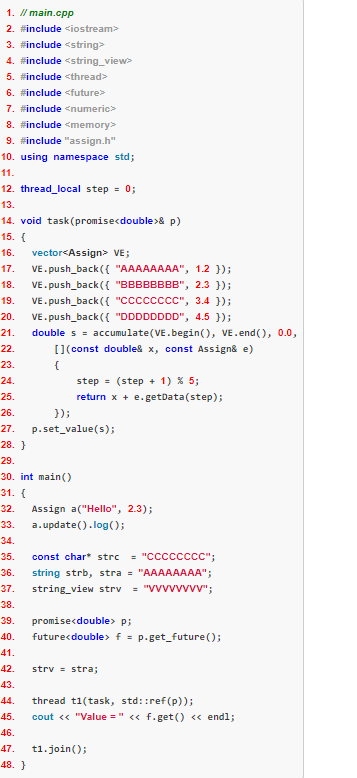 1. // main.cpp
2. #include <iostream>
3. #include <string>
4. #include <string_view>
5. #include <thread>
6. #include <future>
7. #include <numeric>
8. #include <memory>
9. #include "assign.h"
10. using namespace std;
11.
12. thread_local step = 0;
13.
14. void task(promise<double>& p)
15. {
16. vector<Assign> VE;
17. VE.push_back({ "AAAAAAAA", 1.2 });
18. VE.push_back({ "BBBBBBBB", 2.3 });
19. VE.push_back({ "CCCCCCCC", 3.4 });
20. VE.push_back({ "DDDDDDDD", 4.5 });
21. double s = accumulate(VE.begin(), VE.end(), 0.0,
22. [](const double& x, const Assign& e)
23. {
24. step = (step + 1) % 5;
25. return x + e.getData(step);
26. });
27. p.set_value(s);
28. }
29.
30. int main()
31. {
32. Assign a("Hello", 2.3);
33. a.update().log();
34.
35. const char* strc = "CCCCCCCC";
36. string strb, stra = "AAAAAAAA";
37. string_view strv = "VVVVVVVV";
38.
39. promise<double> p;
40. future<double> f = p.get_future();
41.
42. strv = stra;
43.
44. thread t1(task, std::ref(p));
45. cout << "Value = " << f.get() << endl;
46.
47. t1.join();
48. }